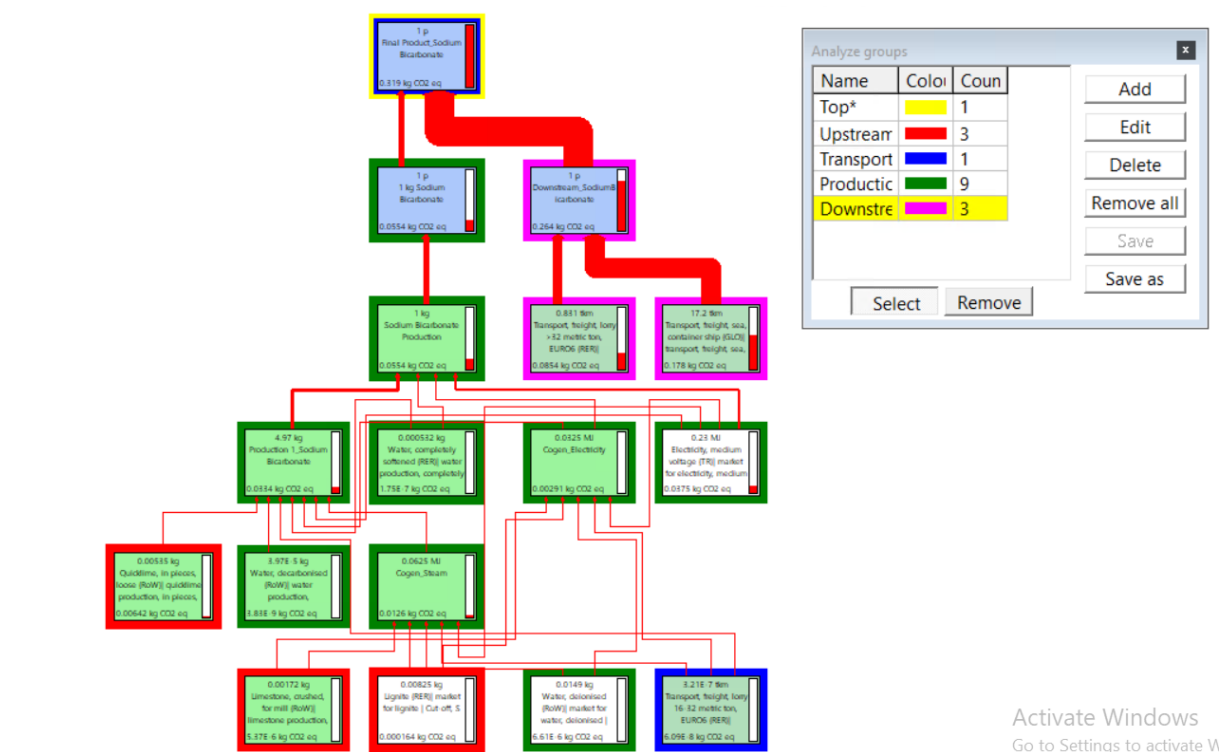 1 p
Final Product_Sodium
Bicarbonate
0.319 kg CO2 eq
1 p
1 kg Sodium
Bicarbonate
0.0554 kg CO2 eq
1 p
Downstream_SodiumB
icarbonate
0.264 kg CO2 eq
1 kg
Sodium Bicarbonate
Production
0.0554 kg CO2 eq
0.831 tkm
Transport, freight, lorry
>32 metric ton,
EURO6 {RER}|
0.0854 kg CO2 eq
17.2 tkm
Transport, freight, sea,
container ship {GLO}|
transport, freight, sea,
0.178 kg CO2 eq
4.97 kg
Production 1_Sodium
Bicarbonate
0.0334 kg CO2 eq
0.000532 kg
Water, completely
softened {RER}| water
production, completely
1.75E-7 kg CO2 eq
0.0325 MJ
Cogen_Electricity
0.00291 kg CO2 eq
0.23 MJ
Electricity, medium
voltage {TR}| market
for electricity, medium
0.0375 kg CO2 eq
0.00535 kg
Quicklime, in pieces,
loose {RoW}| quicklime
production, in pieces,
0.00642 kg CO2 eq
3.97E-5 kg
Water, decarbonised
{RoW}| water
production,
3.83E-9 kg CO2 eq
0.0625 MJ
Cogen_Steam
0.0126 kg CO2 eq
0.00172 kg
Limestone, crushed,
for mill {RoW}|
limestone production,
5.37E-6 kg CO2 eq
0.00825 kg
Lignite {RER}| market
for lignite | Cut-off, S
0.000164 kg CO2 eq
0.0149 kg
Water, deionised
{RoW}| market for
water, deionised |
6.61E-6 kg CO2 eq
3.21E-7 tkm
Transport, freight, lorry
16-32 metric ton,
EURO6 {RER}|
6.09E-8 kg CO2 eq
Analyze groups
x
Name Colou Coun
Top* 1
Upstream 3
Transport 1
Productic 9
Downstre 3
Add
Edit
Delete
Remove all
Save
Save as
Select Remove
Activate Windows
Go to Settings to activate W